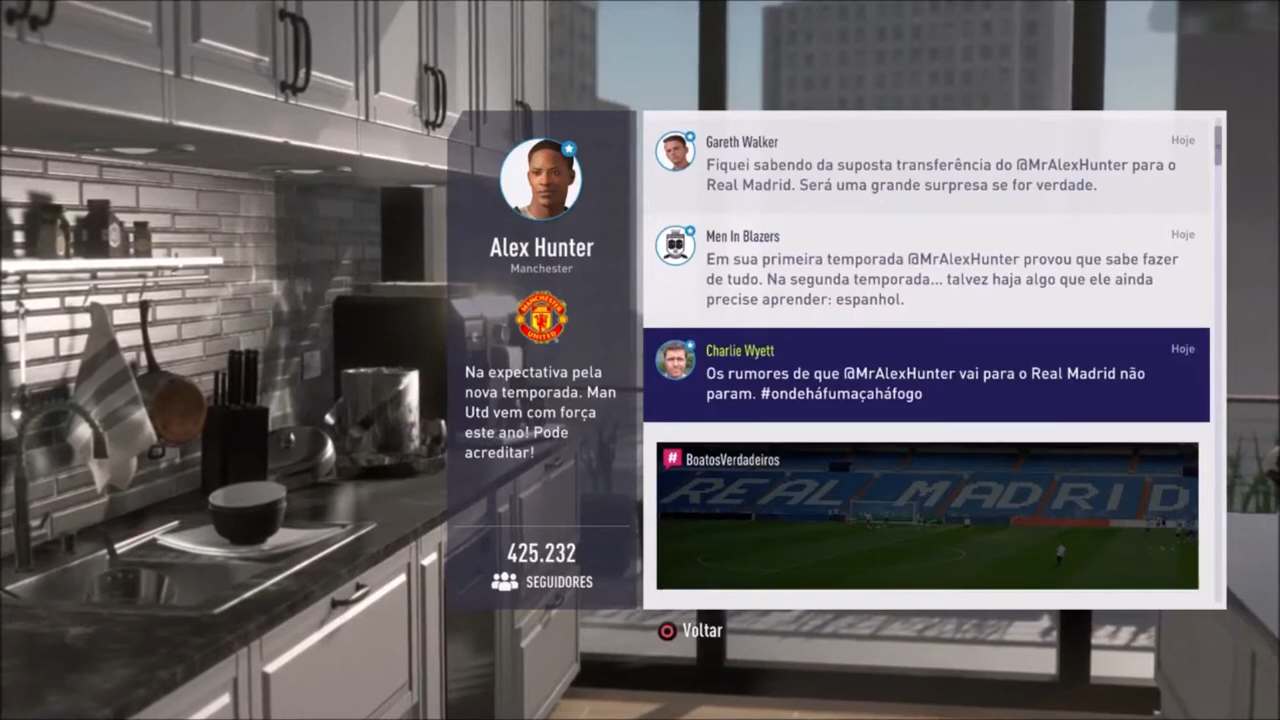 Alex Hunter
Manchester
MANCHESTER
UNITED
Na expectativa pela
nova temporada. Man
Utd vem com força
este ano! Pode
acreditar!
425.232
SEGUIDORES
Gareth Walker
Hoje
Fiquei sabendo da suposta transferência do @MrAlexHunter para o
Real Madrid. Será uma grande surpresa se for verdade.
Men In Blazers
Hoje
Em sua primeira temporada @MrAlexHunter provou que sabe fazer
de tudo. Na segunda temporada... talvez haja algo que ele ainda
precise aprender: espanhol.
Charlie Wyett
Hoje
Os rumores de que @MrAlexHunter vai para o Real Madrid não
param. #ondeháfumaçaháfogo
# BoatosVerdadeiros
REAL MADRID
Voltar